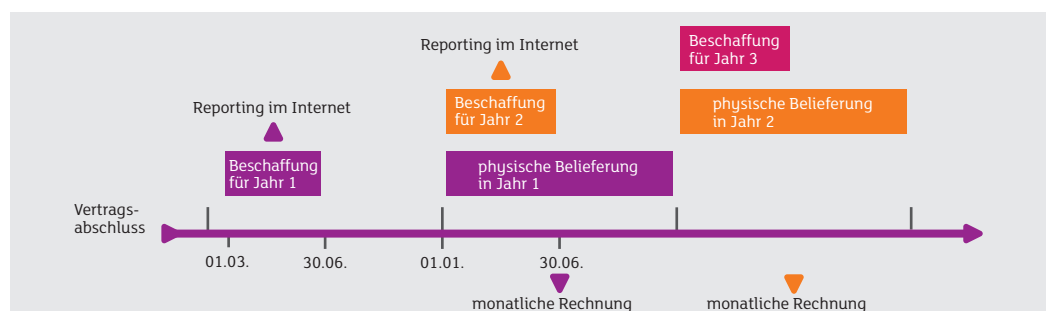 Beschaffung
für Jahr 3
Reporting im Internet
Beschaffung
für Jahr 2
physische Belieferung
in Jahr 2
Reporting im Internet
Beschaffung
für Jahr 1
physische Belieferung
in Jahr 1
Vertrags-
abschluss
01.03.
30.06.
01.01.
30.06.
monatliche Rechnung
monatliche Rechnung